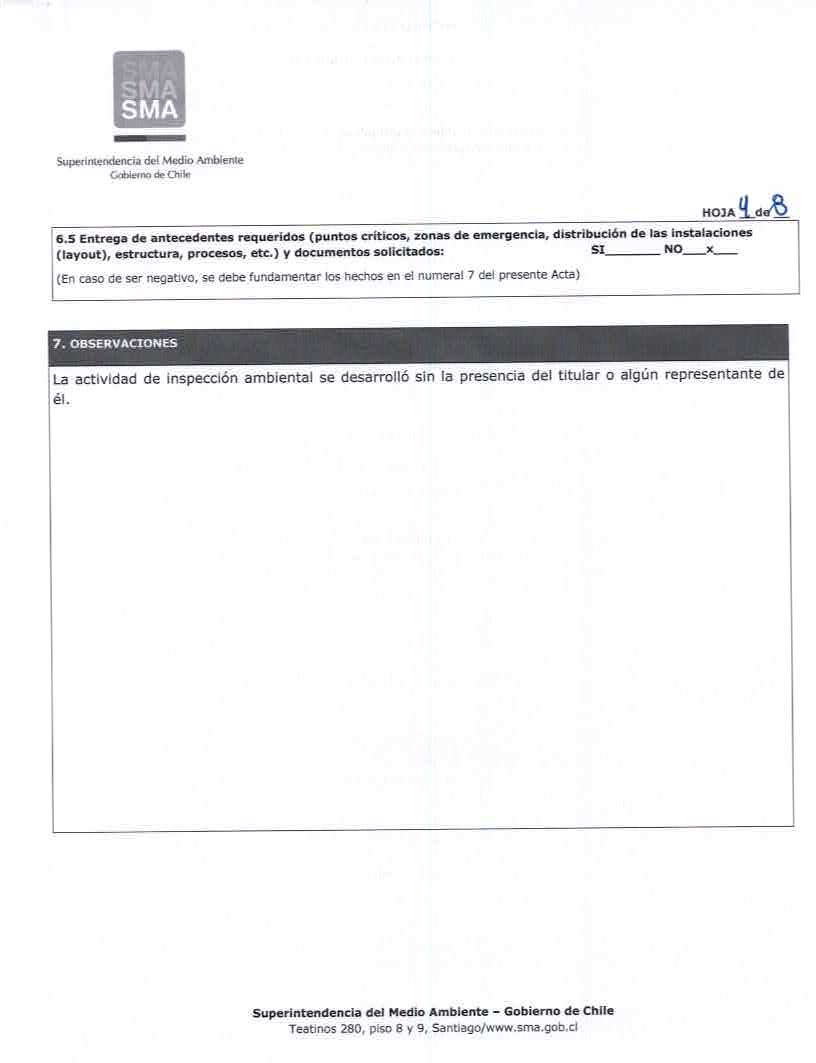 SMA
SMA
SMA
Superintendencia del Medio Ambiente
Gobierno de Chile
HOJA 4 de 8
6.5 Entrega de antecedentes requeridos (puntos críticos, zonas de emergencia, distribución de las instalaciones
(layout), estructura, procesos, etc.) y documentos solicitados: SI________ NO____x____
(En caso de ser negativo, se debe fundamentar los hechos en el numeral 7 del presente Acta)
7. OBSERVACIONES
La actividad de inspección ambiental se desarrolló sin la presencia del titular o algún representante de
él.
Superintendencia del Medio Ambiente – Gobierno de Chile
Teatinos 280, piso 8 y 9, Santiago/www.sma.gob.cl